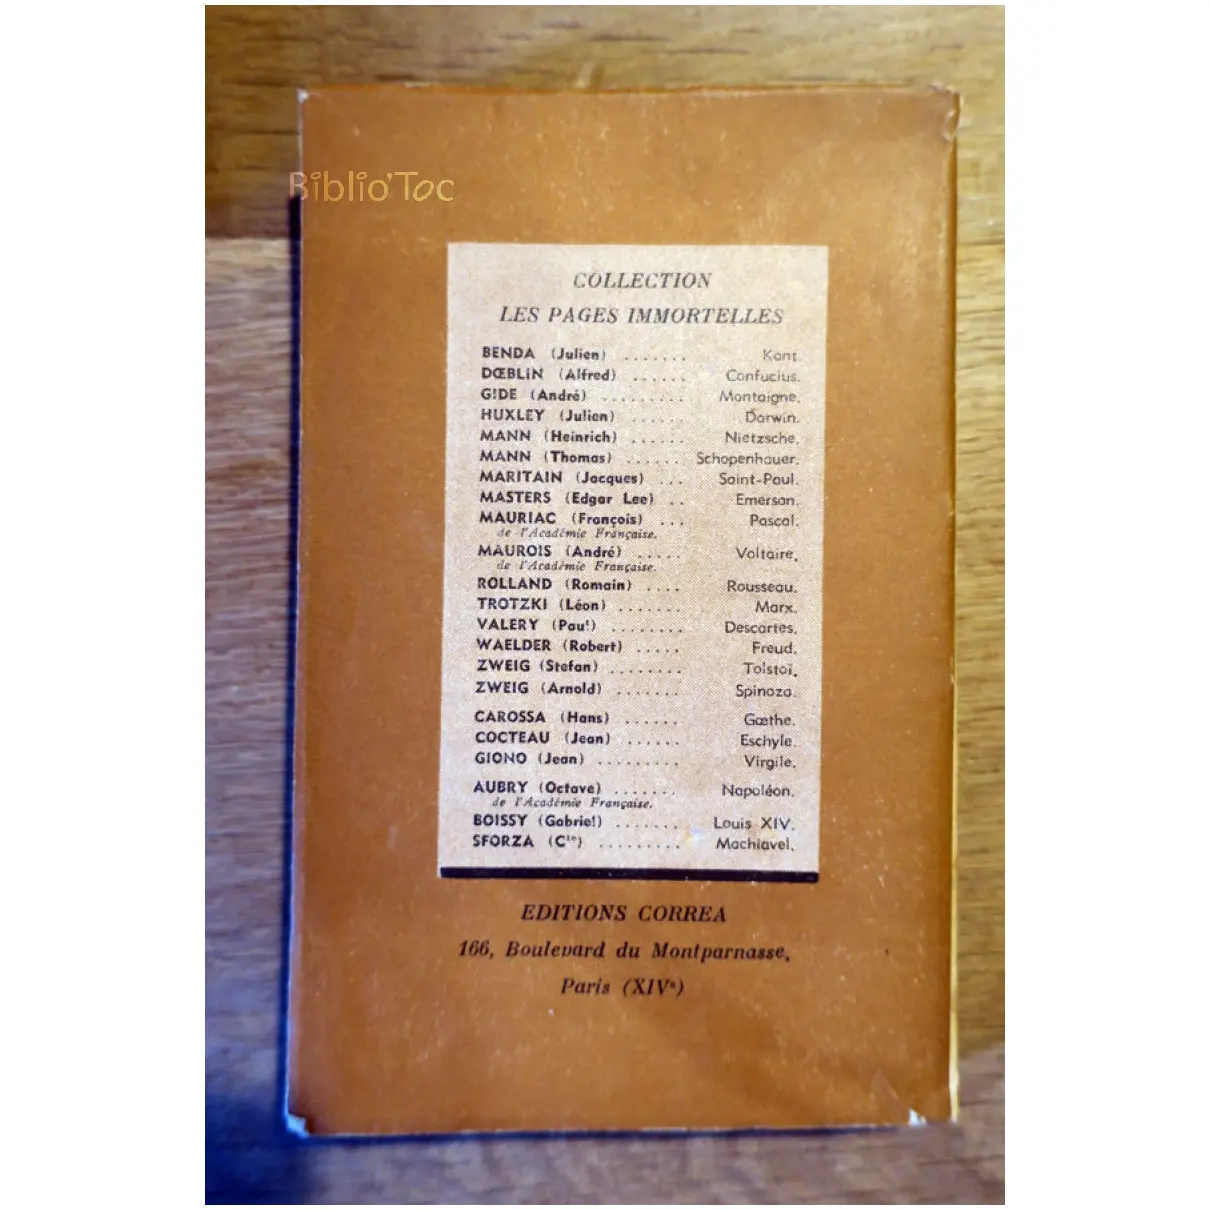 Biblio'Toc
COLLECTION
LES PAGES IMMORTELLES
BENDA (Julien) ....... Kant.
DŒBLIN (Alfred) ...... Confucius.
GIDE (André) ......... Montaigne.
HUXLEY (Julien) ...... Darwin.
MANN (Heinrich) ...... Nietzsche.
MANN (Thomas) ...... Schopenhauer.
MARITAIN (Jacques) ... Saint-Paul.
MASTERS (Edgar Lee) .. Emerson.
MAURIAC (François) ... Pascal.
de l'Académie Française.
MAUROIS (André) ..... Voltaire.
de l'Académie Française.
ROLLAND (Romain) .... Rousseau.
TROTZKI (Léon) ....... Marx.
VALERY (Paul) ........ Descartes.
WAELDER (Robert) ..... Freud.
ZWEIG (Stefan) ........ Tolstoï.
ZWEIG (Arnold) ....... Spinoza.
CAROSSA (Hans) ...... Gœthe.
COCTEAU (Jean) ...... Eschyle.
GIONO (Jean) ......... Virgile.
AUBRY (Octave) ....... Napoléon.
de l'Académie Française.
BOISSY (Gabriel) ....... Louis XIV.
SFORZA (Cte) ......... Machiavel.
EDITIONS CORREA
166, Boulevard du Montparnasse,
Paris (XIVe)